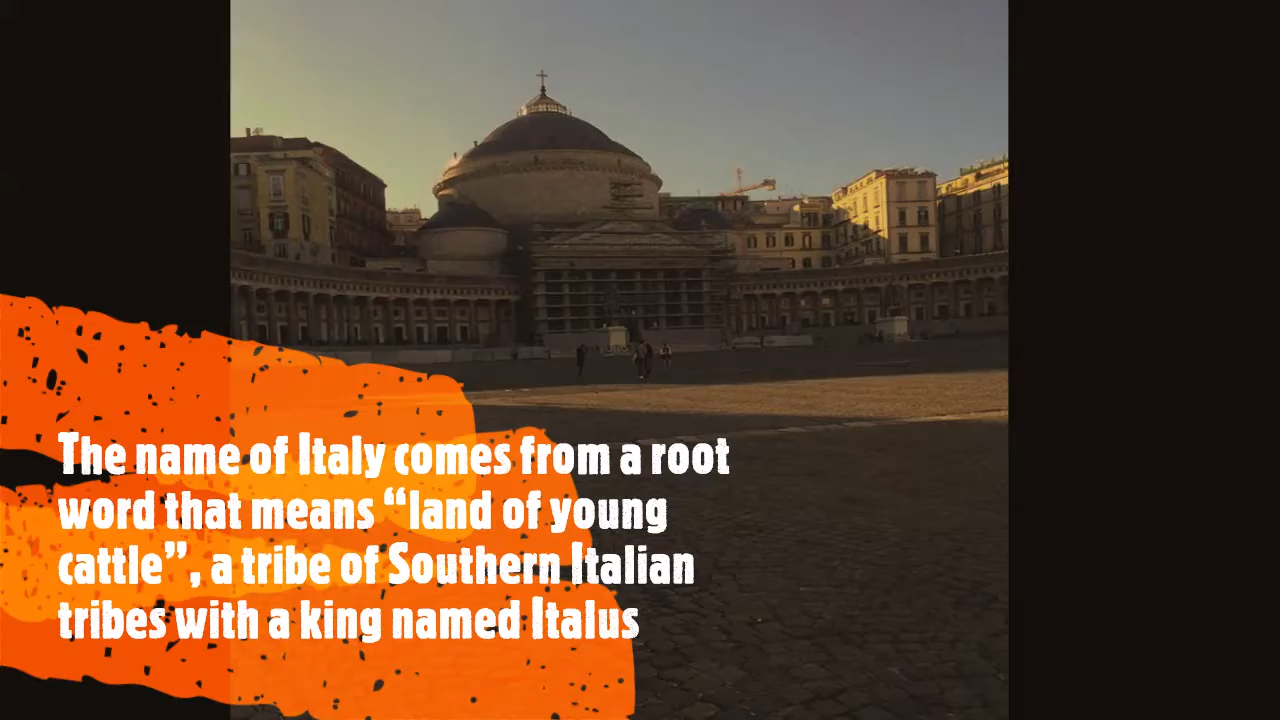 The name of Italy comes from a root
word that means “land of young
cattle”, a tribe of Southern Italian
tribes with a king named Italus